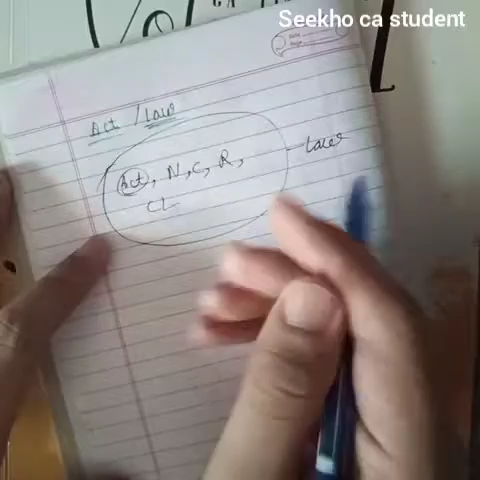 Seekho ca student
Act / Law
Act, N, C, R, Law
CL